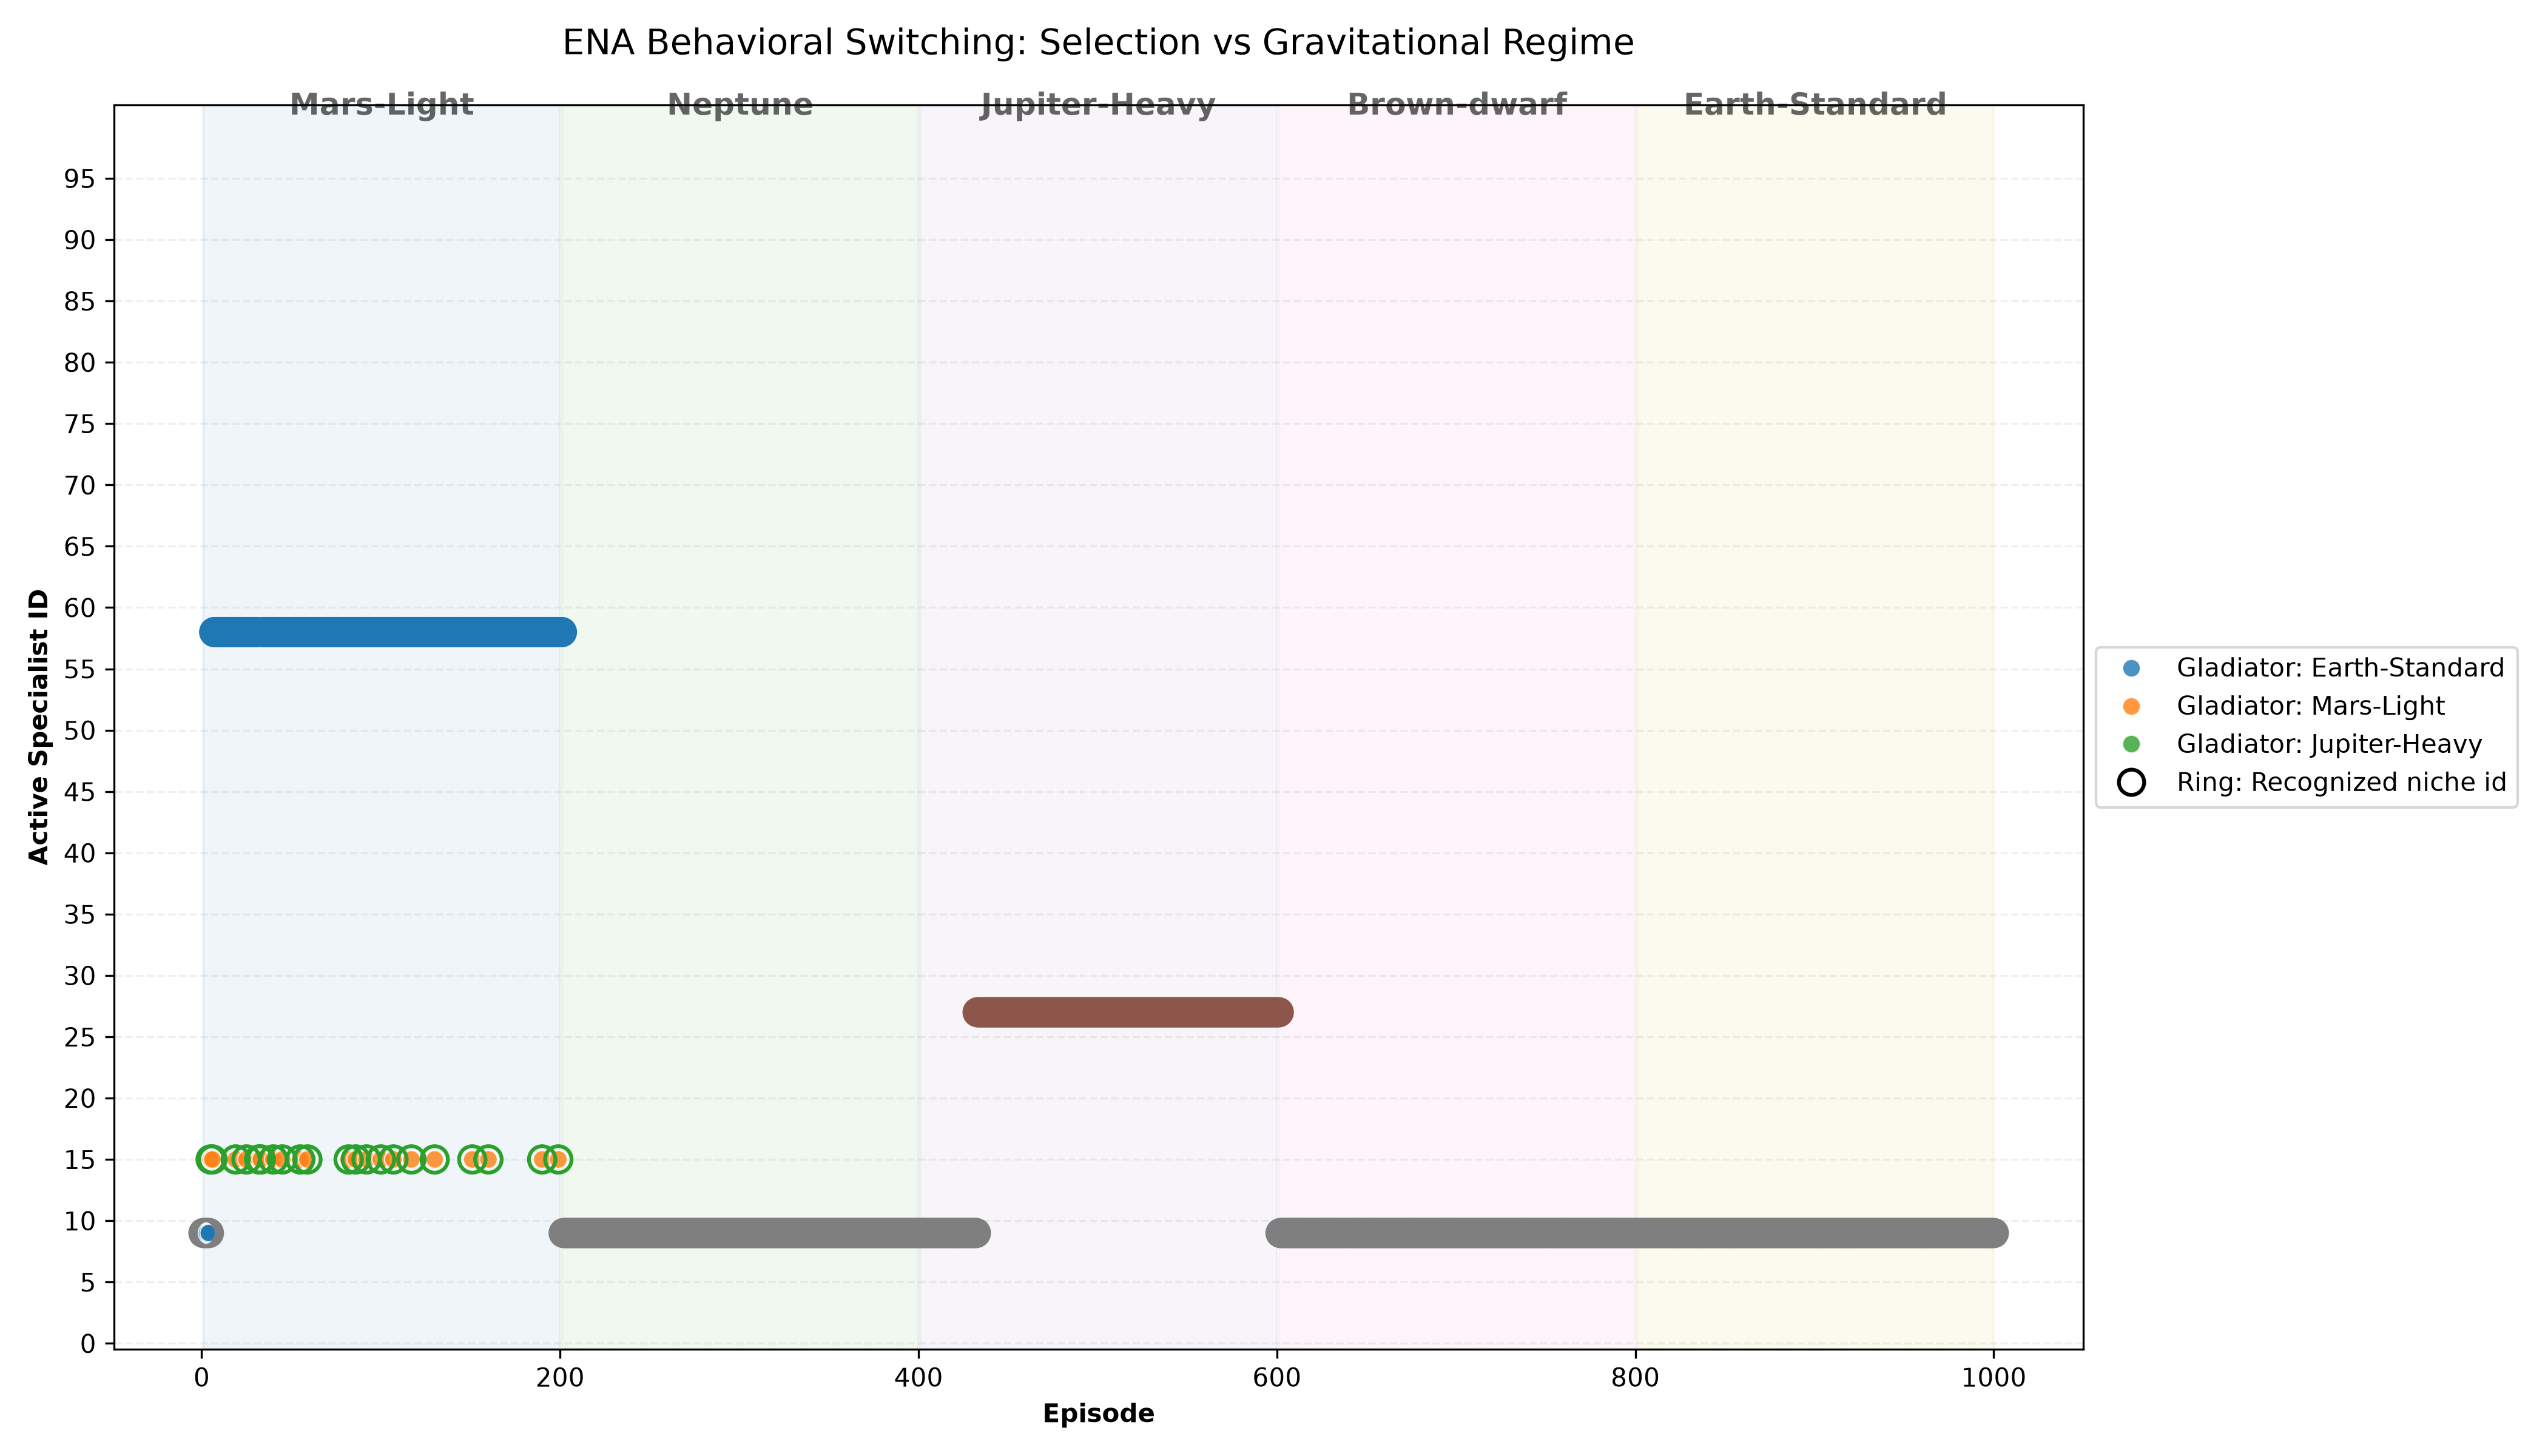 ENA Behavioral Switching: Selection vs Gravitational Regime
Mars-Light Neptune Jupiter-Heavy Brown-dwarf Earth-Standard
95
90
85
80
75
70
65
60
55
50
45
40
35
30
25
20
15
10
5
0
Active Specialist ID
0 200 400 600 800 1000
Episode
Gladiator: Earth-Standard
Gladiator: Mars-Light
Gladiator: Jupiter-Heavy
Ring: Recognized niche id